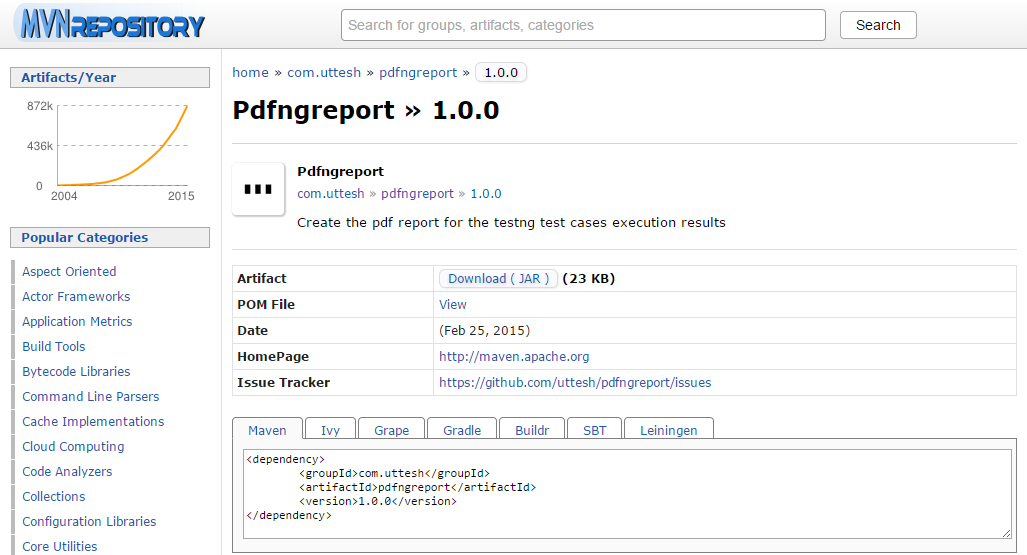 MVNREPOSITORY
Search for groups, artifacts, categories
Search
Artifacts/Year
872k
436k
0
2004 2015
Popular Categories
Aspect Oriented
Actor Frameworks
Application Metrics
Build Tools
Bytecode Libraries
Command Line Parsers
Cache Implementations
Cloud Computing
Code Analyzers
Collections
Configuration Libraries
Core Utilities
home » com.uttesh » pdfngreport » 1.0.0
Pdfngreport » 1.0.0
Pdfngreport
com.uttesh » pdfngreport » 1.0.0
Create the pdf report for the testng test cases execution results
Artifact Download ( JAR ) (23 KB)
POM File View
Date (Feb 25, 2015)
HomePage http://maven.apache.org
Issue Tracker https://github.com/uttesh/pdfngreport/issues
Maven Ivy Grape Gradle Buildr SBT Leiningen
<dependency>
<groupId>com.uttesh</groupId>
<artifactId>pdfngreport</artifactId>
<version>1.0.0</version>
</dependency>